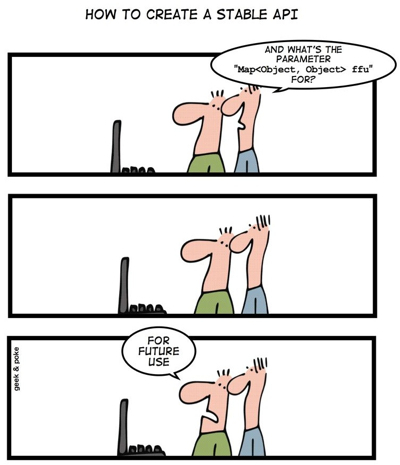 HOW TO CREATE A STABLE API
AND WHAT'S THE
PARAMETER
"Map<Object, Object> ffu"
FOR?
FOR
FUTURE
USE
geek & poke